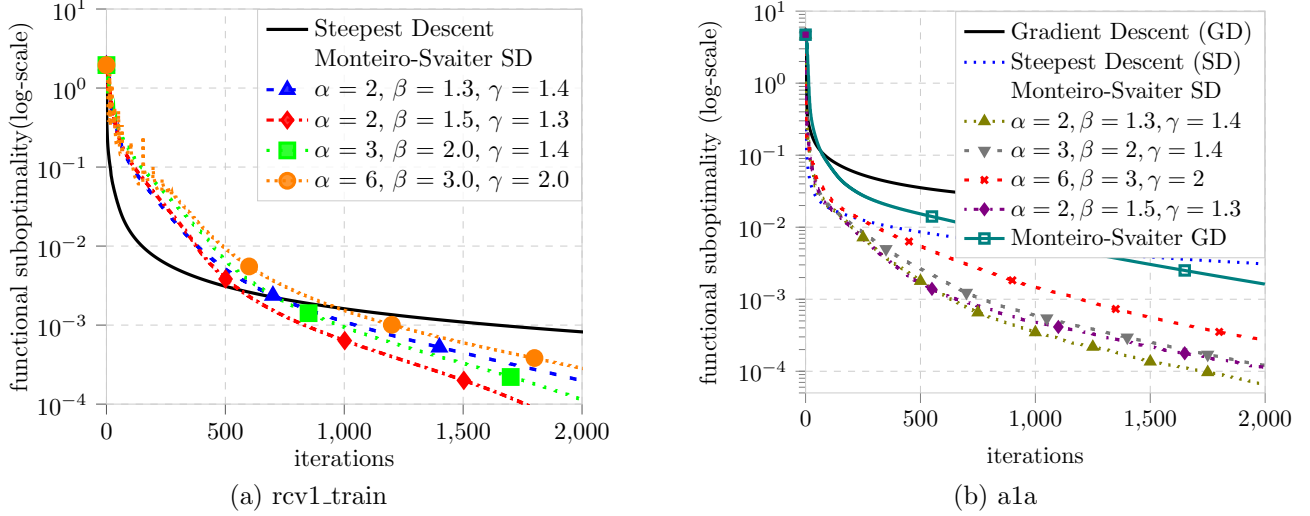 functional suboptimality(log-scale)
10^1
10^0
10^{-1}
10^{-2}
10^{-3}
10^{-4}
Steepest Descent
Monteiro-Svaiter SD
α = 2, β = 1.3, γ = 1.4
α = 2, β = 1.5, γ = 1.3
α = 3, β = 2.0, γ = 1.4
α = 6, β = 3.0, γ = 2.0
0 500 1,000 1,500 2,000
iterations
(a) rcv1_train
functional suboptimality (log-scale)
10^1
10^0
10^{-1}
10^{-2}
10^{-3}
10^{-4}
Gradient Descent (GD)
Steepest Descent (SD)
Monteiro-Svaiter SD
α = 2, β = 1.3, γ = 1.4
α = 3, β = 2, γ = 1.4
α = 6, β = 3, γ = 2
α = 2, β = 1.5, γ = 1.3
Monteiro-Svaiter GD
0 500 1,000 1,500 2,000
iterations
(b) a1a